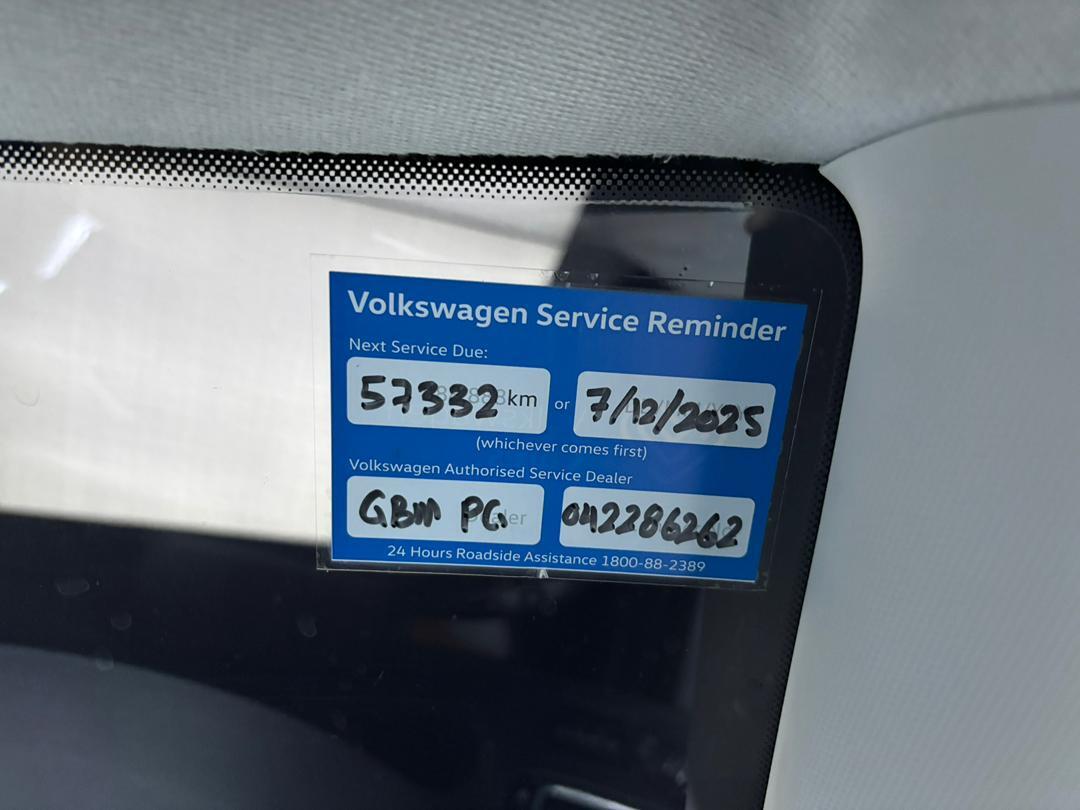 Volkswagen Service Reminder
Next Service Due:
57332 km or 7/12/2025
(whichever comes first)
Volkswagen Authorised Service Dealer
GBM PG. 042286262
24 Hours Roadside Assistance 1800-88-2389